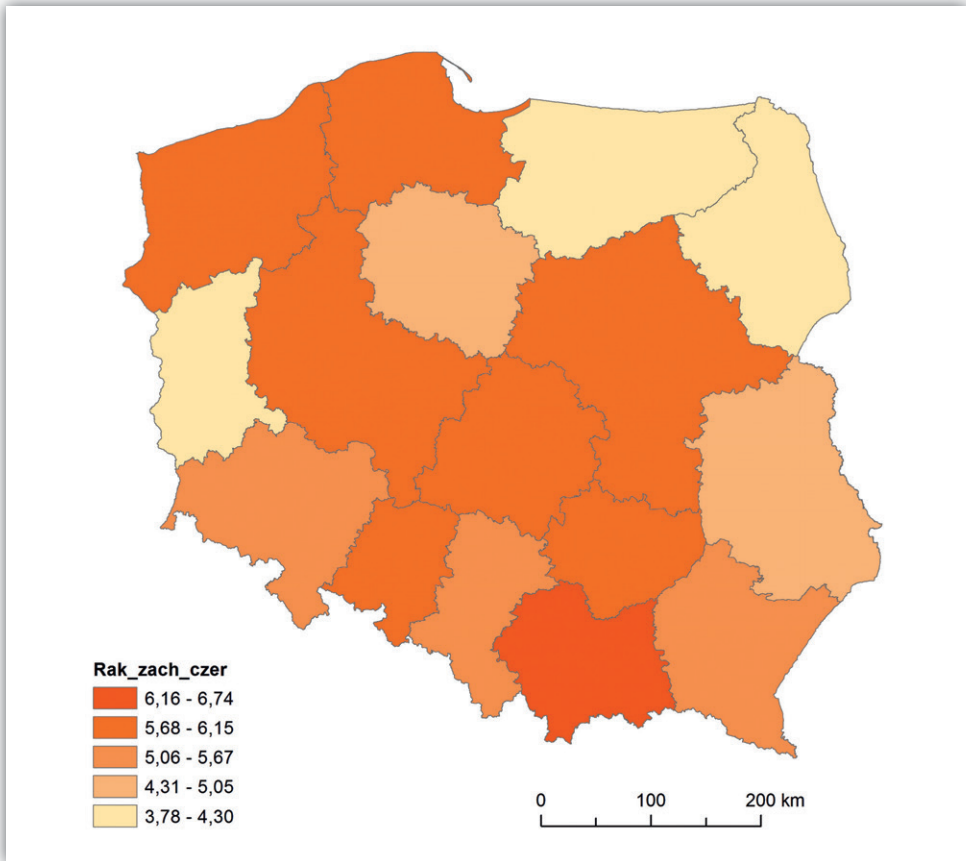 Rak_zach_czer
6,16 - 6,74
5,68 - 6,15
5,06 - 5,67
4,31 - 5,05
3,78 - 4,30
0 100 200 km